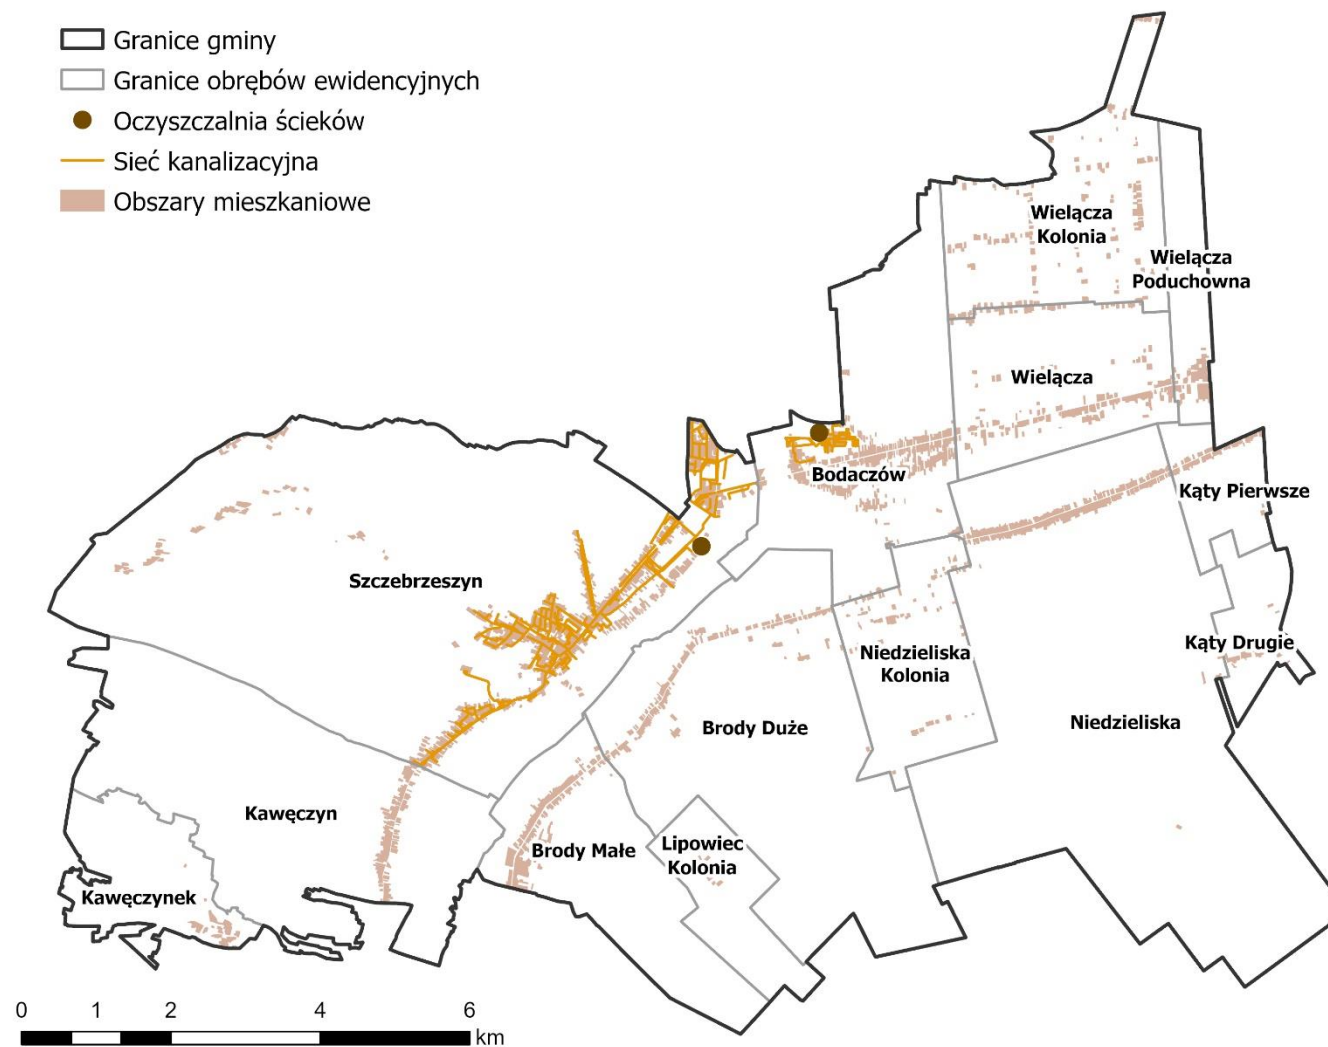 Granice gminy
Granice obrębów ewidencyjnych
Oczyszczalnia ścieków
Sieć kanalizacyjna
Obszary mieszkaniowe
Wielącza
Kolonia
Wielącza
Poduchowna
Wielącza
Bodaczów
Kąty Pierwsze
Szczebrzeszyn
Kąty Drugie
Niedzieliska
Kolonia
Niedzieliska
Brody Duże
Kawęczyn
Brody Małe
Lipowiec
Kolonia
Kawęczynek
0 1 2 4 6
km